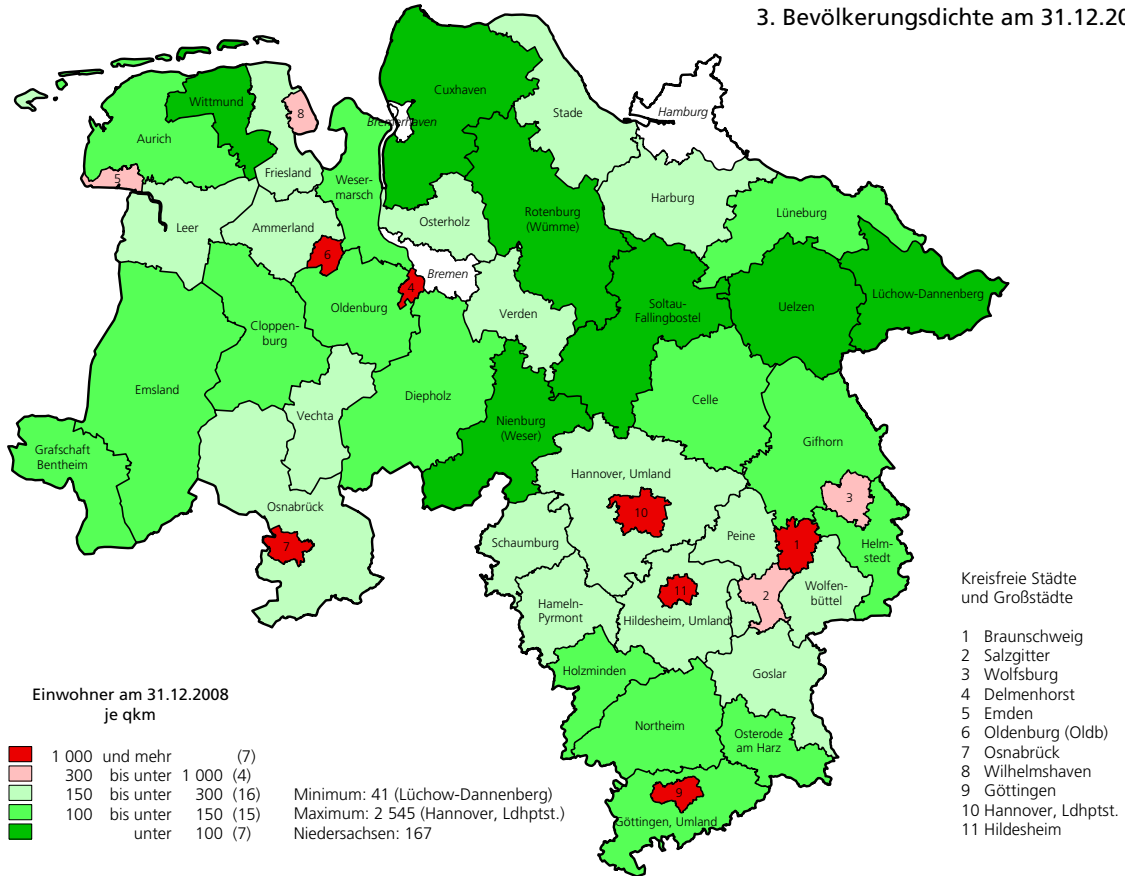 3. Bevölkerungsdichte am 31.12.20
Cuxhaven
Wittmund
Stade
Hamburg
8
Bremerhaven
Aurich
Friesland
5
Weser-
marsch
Harburg
Lüneburg
Osterholz
Rotenburg
(Wümme)
Leer
Ammerland
6
Bremen
4
Lüchow-Dannenberg
Soltau-
Fallingbostel
Uelzen
Oldenburg
Verden
Cloppen-
burg
Emsland
Diepholz
Celle
Vechta
Nienburg
(Weser)
Gifhorn
Grafschaft
Bentheim
Hannover, Umland
3
Osnabrück
10
Peine
1
Helm-
stedt
7
Schaumburg
Wolfen-
büttel
11
2
Hameln-
Pyrmont
Hildesheim, Umland
Holzminden
Goslar
Northeim
Osterode
am Harz
9
Göttingen, Umland
Einwohner am 31.12.2008
je qkm
1 000 und mehr (7)
300 bis unter 1 000 (4)
150 bis unter 300 (16)
100 bis unter 150 (15)
unter 100 (7)
Minimum: 41 (Lüchow-Dannenberg)
Maximum: 2 545 (Hannover, Ldhptst.)
Niedersachsen: 167
Kreisfreie Städte
und Großstädte
1 Braunschweig
2 Salzgitter
3 Wolfsburg
4 Delmenhorst
5 Emden
6 Oldenburg (Oldb)
7 Osnabrück
8 Wilhelmshaven
9 Göttingen
10 Hannover, Ldhptst.
11 Hildesheim